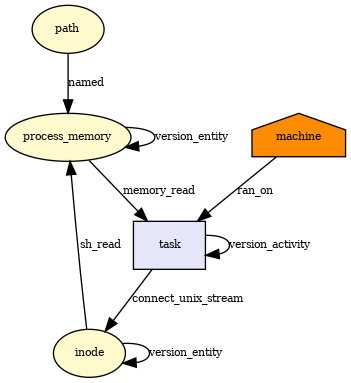 path
named
process_memory
version_entity
machine
memory_read
ran_on
sh_read
task
version_activity
connect_unix_stream
inode
version_entity